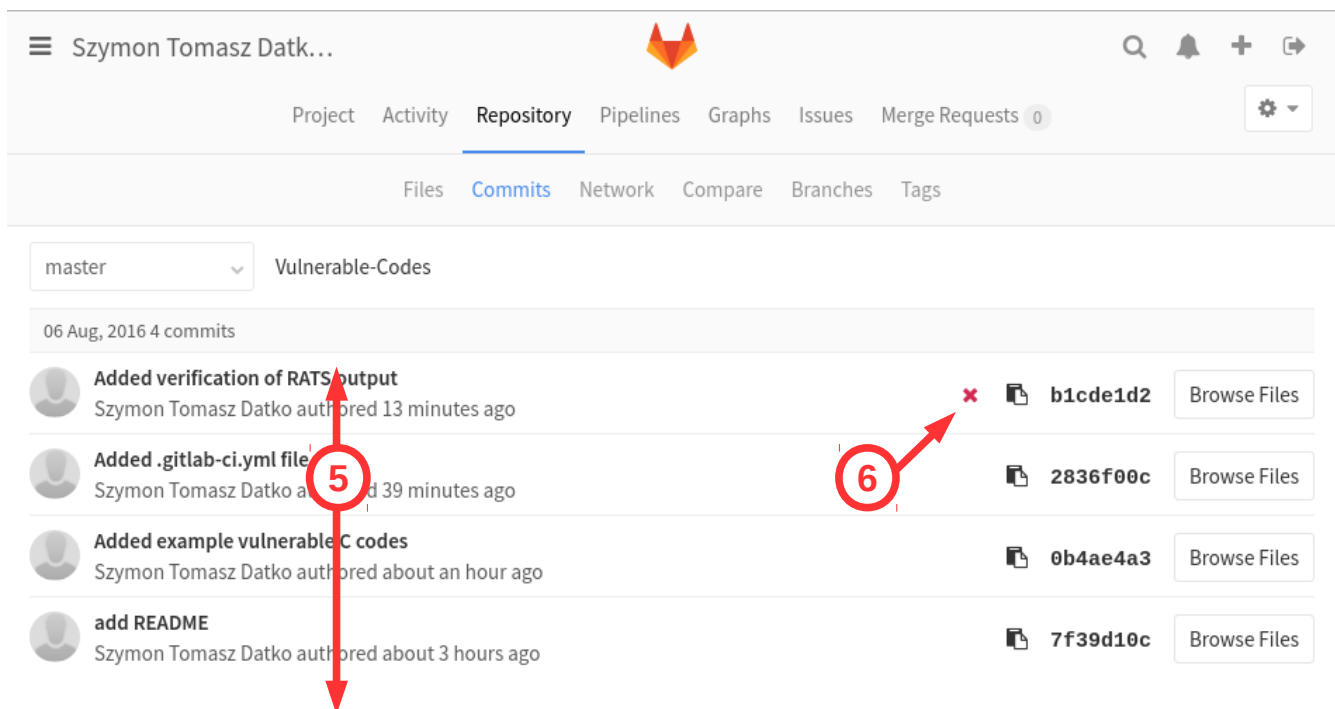 Szymon Tomasz Datk…
Project Activity Repository Pipelines Graphs Issues Merge Requests 0
Files Commits Network Compare Branches Tags
master Vulnerable-Codes
06 Aug, 2016 4 commits
Added verification of RATS output
Szymon Tomasz Datko authored 13 minutes ago
b1cde1d2 Browse Files
Added .gitlab-ci.yml file
Szymon Tomasz Datko a d 39 minutes ago
2836f00c Browse Files
5
6
Added example vulnerable C codes
Szymon Tomasz Datko authored about an hour ago
0b4ae4a3 Browse Files
add README
Szymon Tomasz Datko authored about 3 hours ago
7f39d10c Browse Files